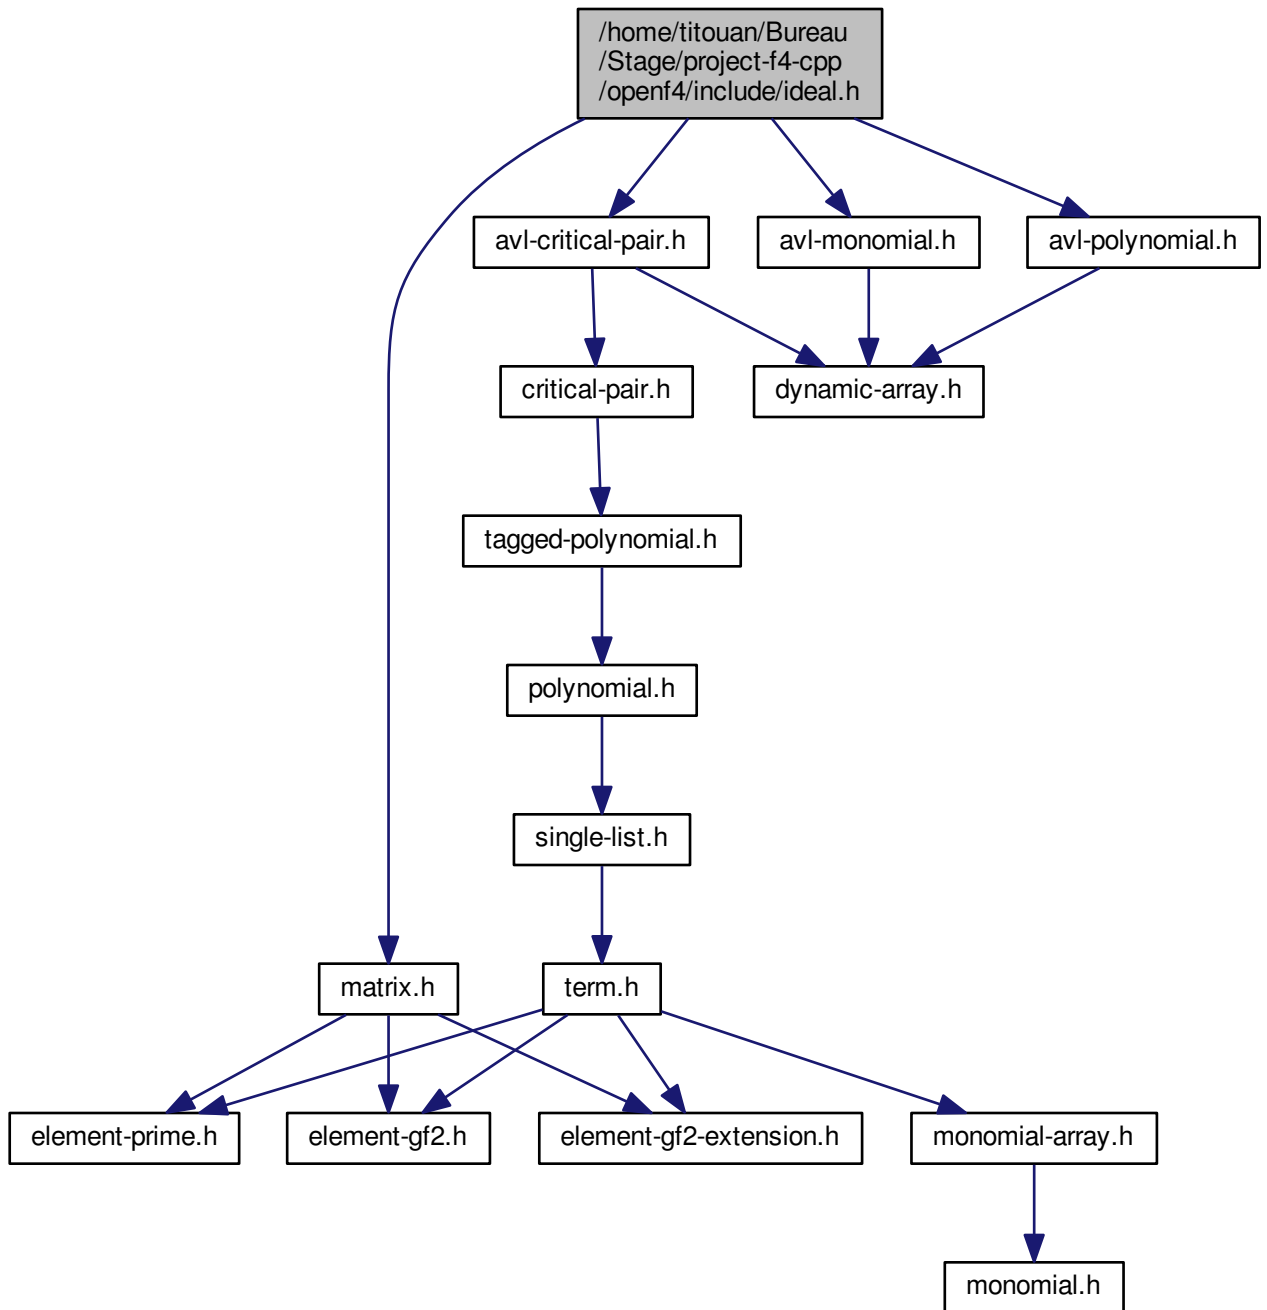 /home/titouan/Bureau
/Stage/project-f4-cpp
/openf4/include/ideal.h
avl-critical-pair.h
avl-monomial.h
avl-polynomial.h
critical-pair.h
dynamic-array.h
tagged-polynomial.h
polynomial.h
single-list.h
matrix.h
term.h
element-prime.h
element-gf2.h
element-gf2-extension.h
monomial-array.h
monomial.h